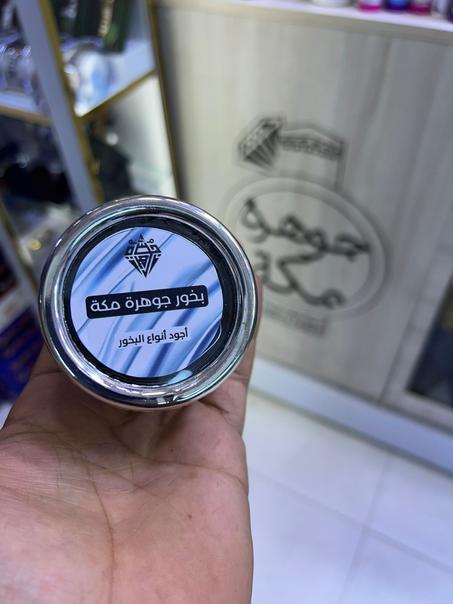 بخور جوهرة مكة
أجود أنواع البخور
جوهرة
مكة